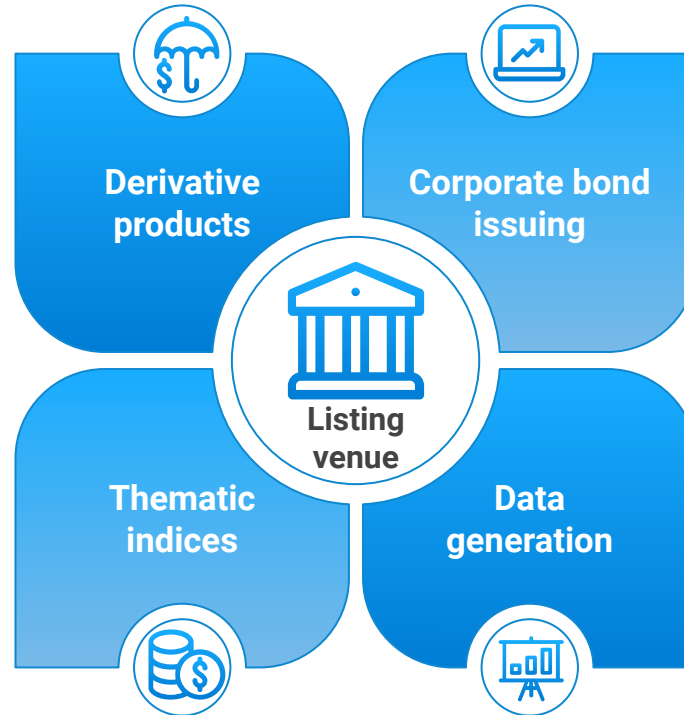 Derivative
products
Corporate bond
issuing
Listing
venue
Thematic
indices
Data
generation
$
$